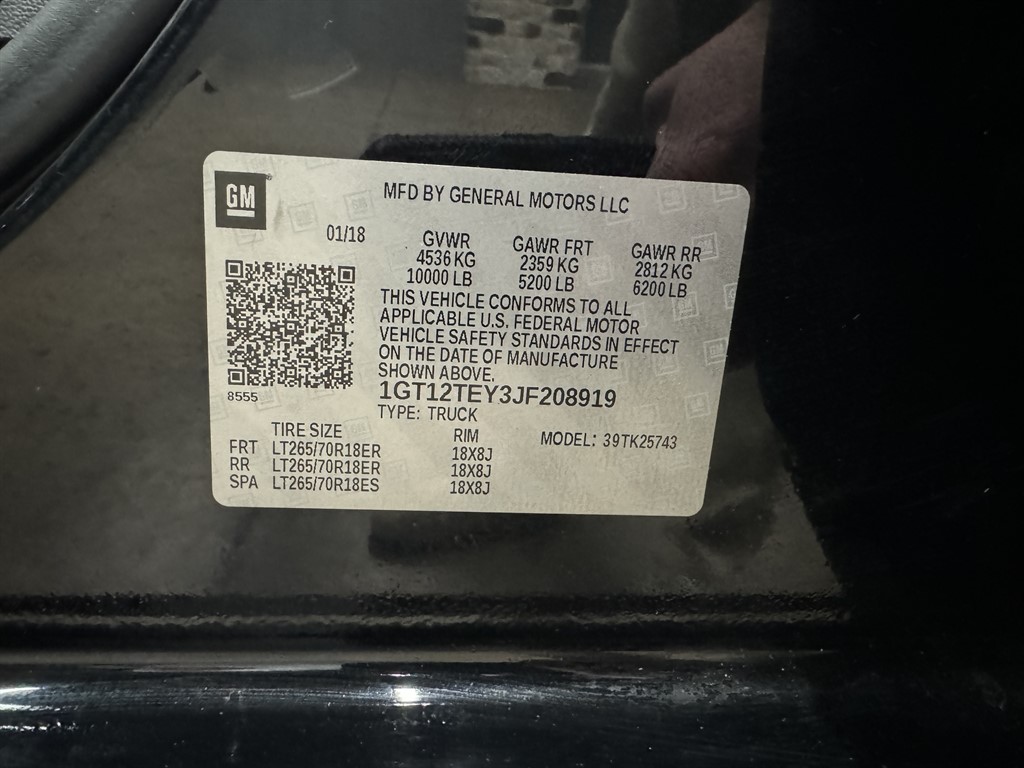 GM
MFD BY GENERAL MOTORS LLC
01/18
GVWR GAWR FRT GAWR RR
4536 KG 2359 KG 2812 KG
10000 LB 5200 LB 6200 LB
THIS VEHICLE CONFORMS TO ALL
APPLICABLE U.S. FEDERAL MOTOR
VEHICLE SAFETY STANDARDS IN EFFECT
ON THE DATE OF MANUFACTURE
SHOWN ABOVE.
8555
1GT12TEY3JF208919
TYPE: TRUCK
TIRE SIZE RIM MODEL: 39TK25743
FRT LT265/70R18ER 18X8J
RR LT265/70R18ER 18X8J
SPA LT265/70R18ES 18X8J